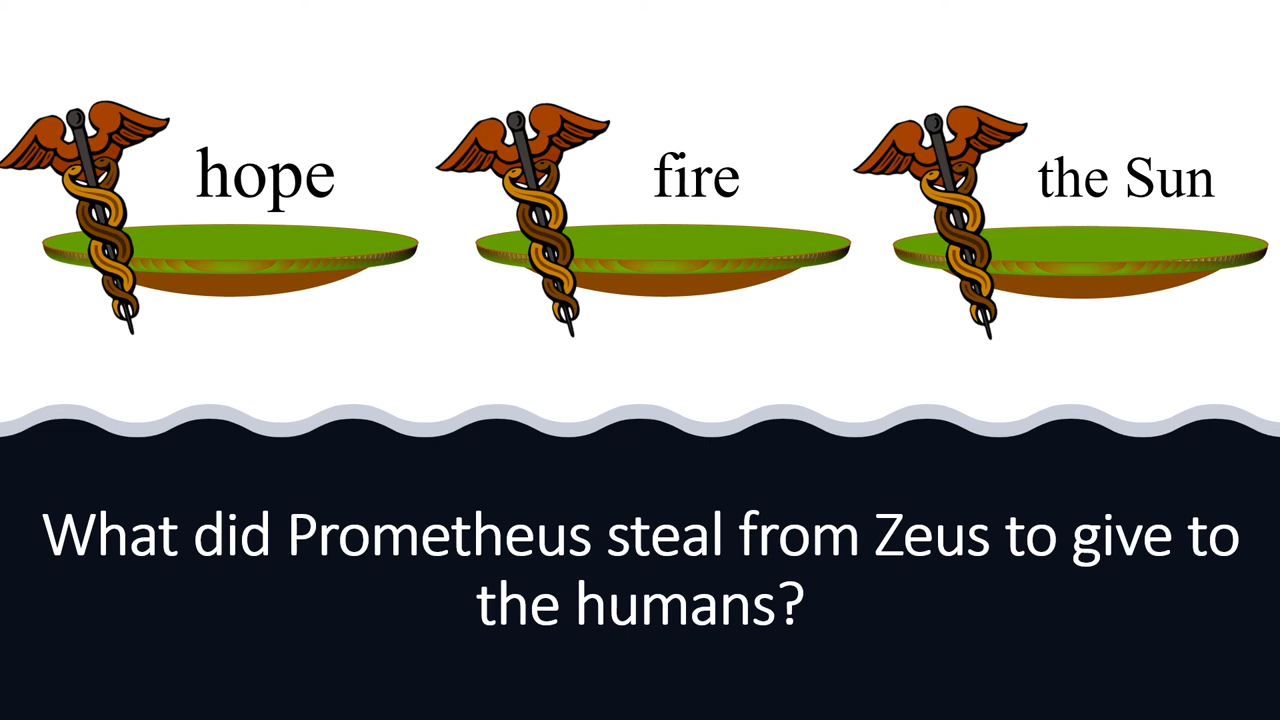 hope
fire
the Sun
What did Prometheus steal from Zeus to give to
the humans?